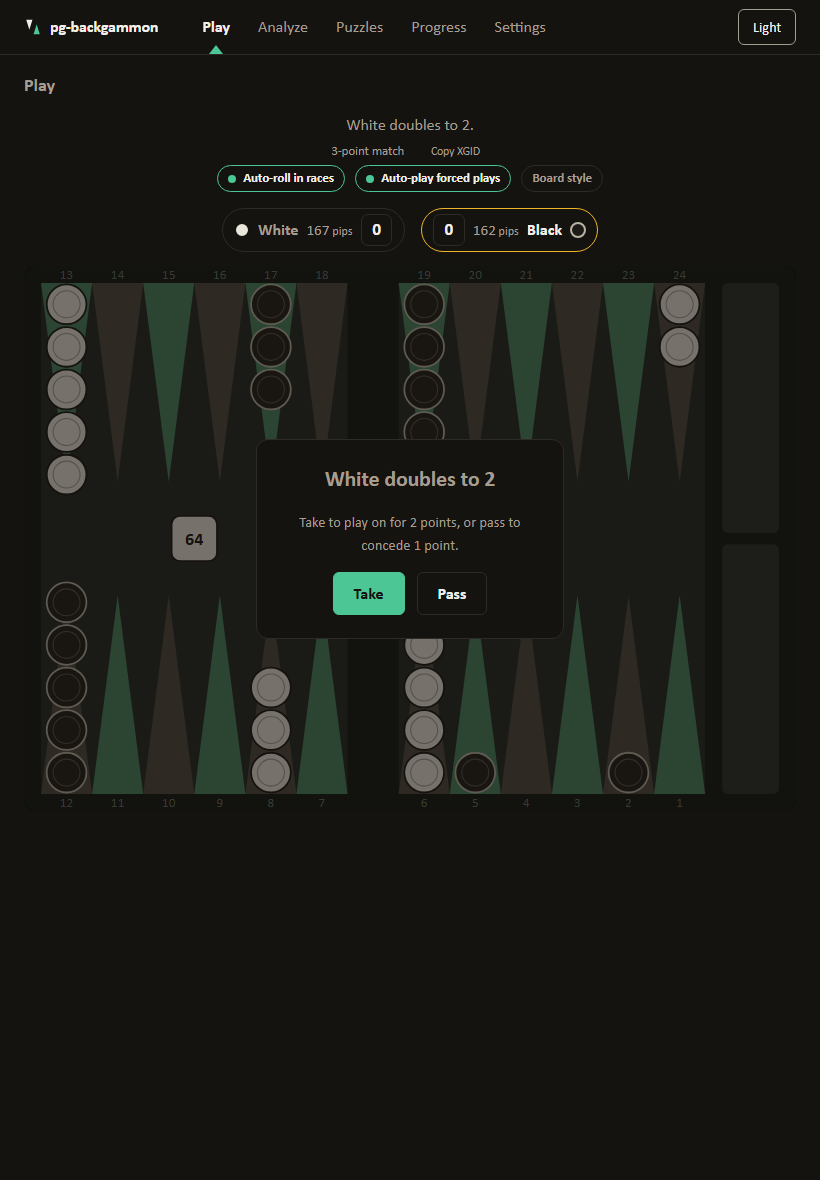 pg-backgammon Play Analyze Puzzles Progress Settings Light
Play
White doubles to 2.
3-point match Copy XGID
Auto-roll in races Auto-play forced plays Board style
White 167 pips 0 0 162 pips Black
13 14 15 16 17 18 19 20 21 22 23 24
White doubles to 2
Take to play on for 2 points, or pass to
concede 1 point.
64
Take Pass
12 11 10 9 8 7 6 5 4 3 2 1